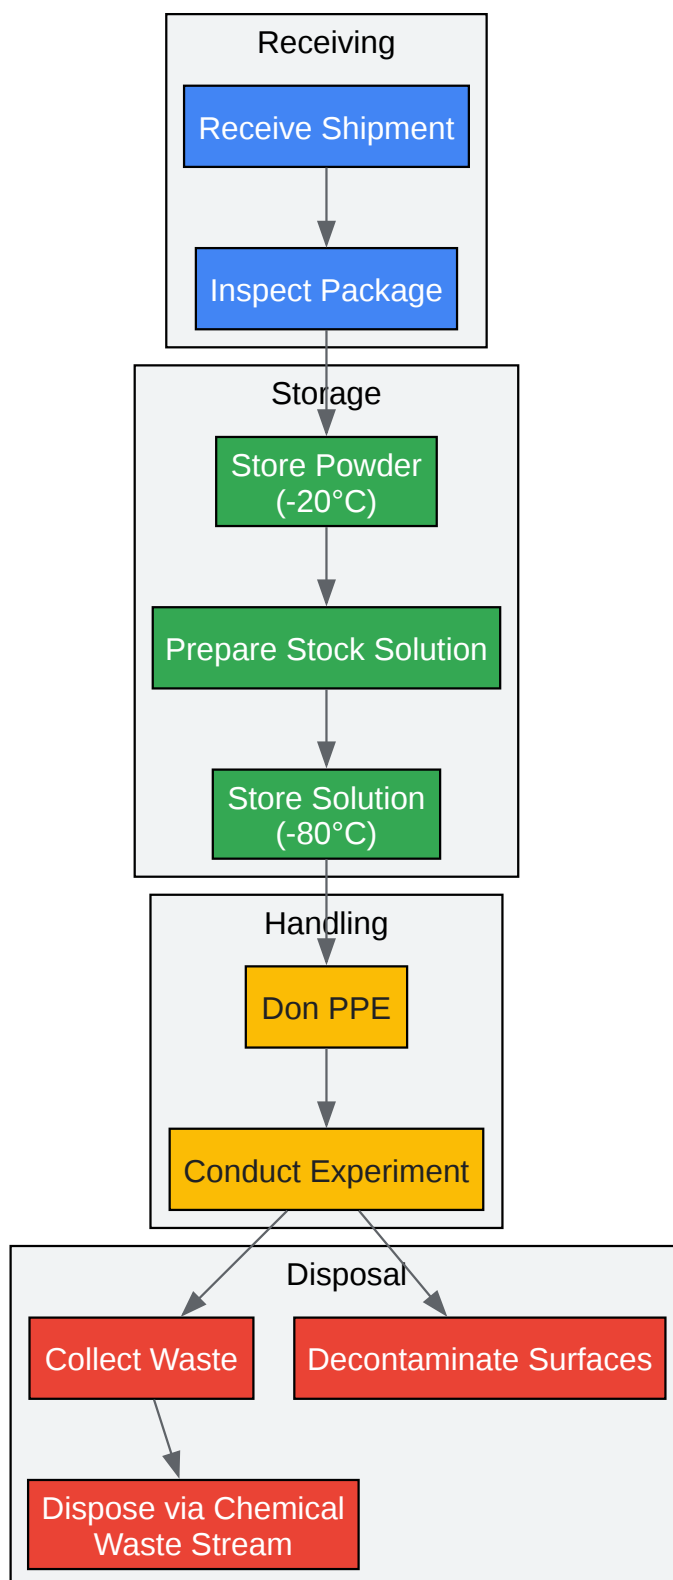 Receiving
Receive Shipment
Inspect Package
Storage
Store Powder
(-20°C)
Prepare Stock Solution
Store Solution
(-80°C)
Handling
Don PPE
Conduct Experiment
Disposal
Collect Waste
Decontaminate Surfaces
Dispose via Chemical
Waste Stream